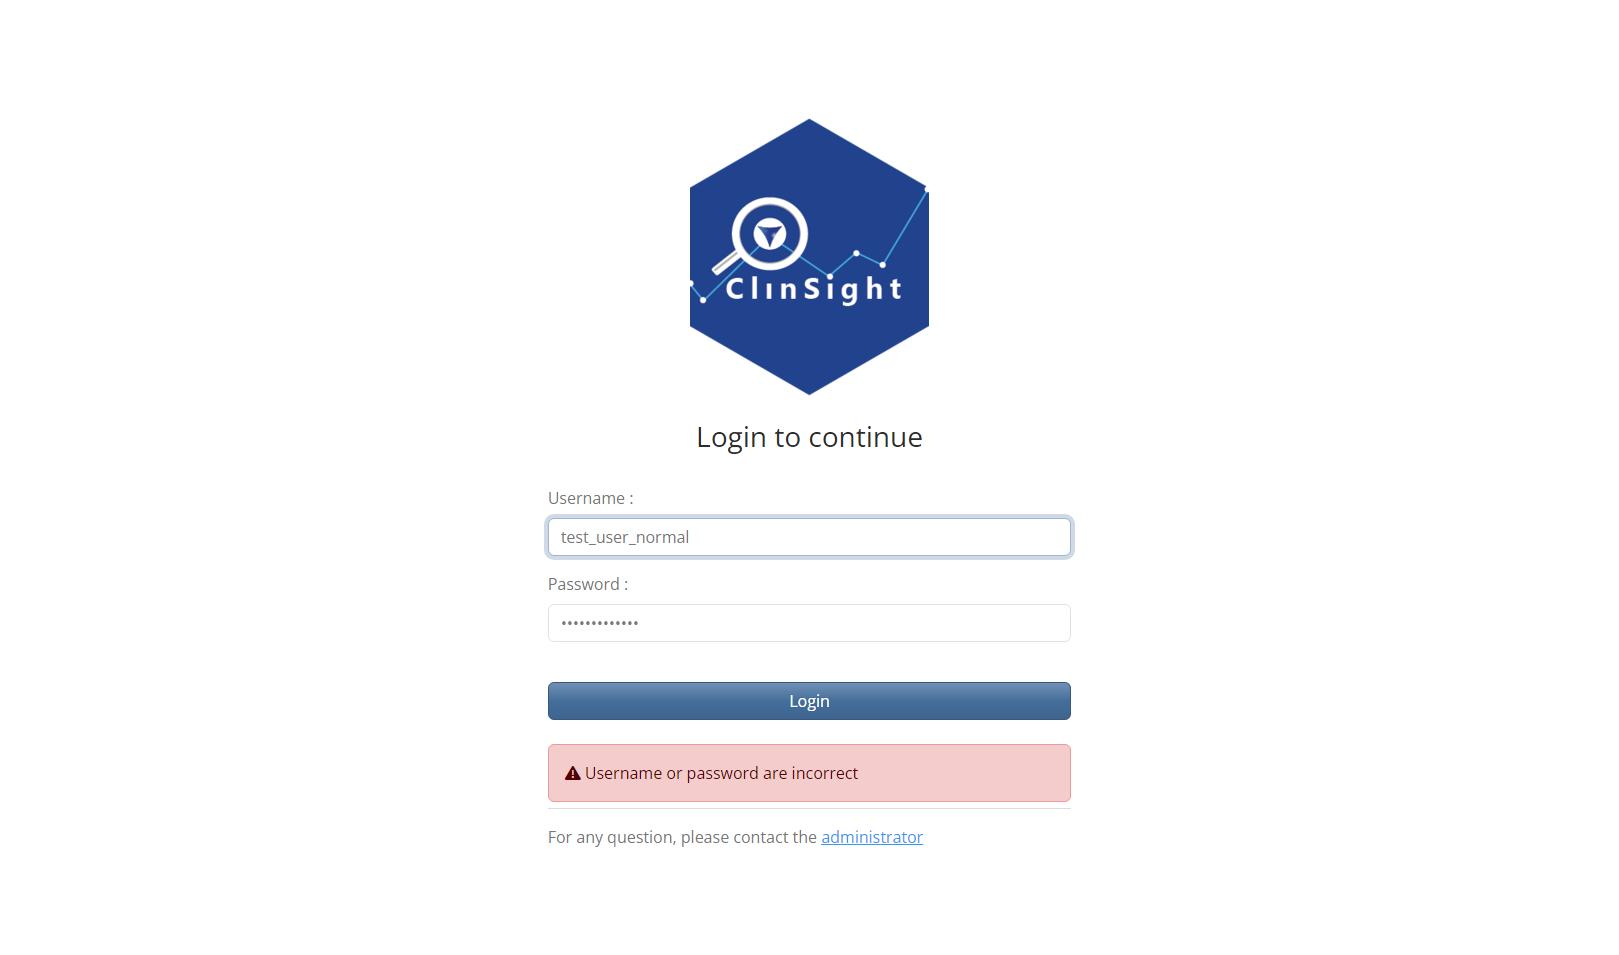 ClinSight
Login to continue
Username :
test_user_normal
Password :
•••••••••••••
Login
Username or password are incorrect
For any question, please contact the administrator